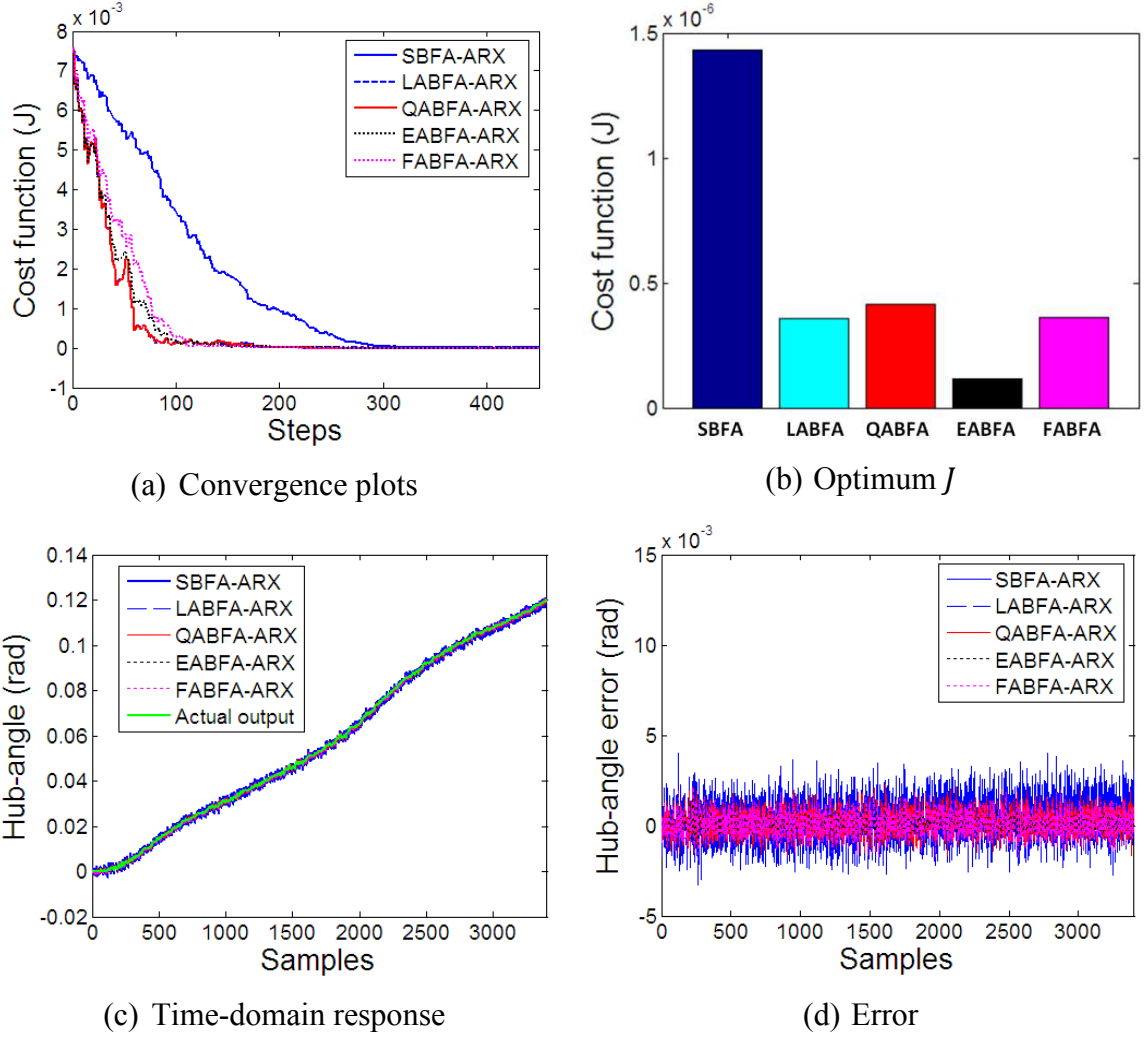 x 10^-3
8
7
6
5
4
3
2
1
0
-1
Cost function (J)
0 100 200 300 400
Steps
SBFA-ARX
LABFA-ARX
QABFA-ARX
EABFA-ARX
FABFA-ARX
(a) Convergence plots
x 10^-6
1.5
1
0.5
0
Cost function (J)
SBFA LABFA QABFA EABFA FABFA
(b) Optimum J
0.14
0.12
0.1
0.08
0.06
0.04
0.02
0
-0.02
Hub-angle (rad)
0 500 1000 1500 2000 2500 3000
Samples
SBFA-ARX
LABFA-ARX
QABFA-ARX
EABFA-ARX
FABFA-ARX
Actual output
(c) Time-domain response
x 10^-3
15
10
5
0
-5
Hub-angle error (rad)
0 500 1000 1500 2000 2500 3000
Samples
SBFA-ARX
LABFA-ARX
QABFA-ARX
EABFA-ARX
FABFA-ARX
(d) Error